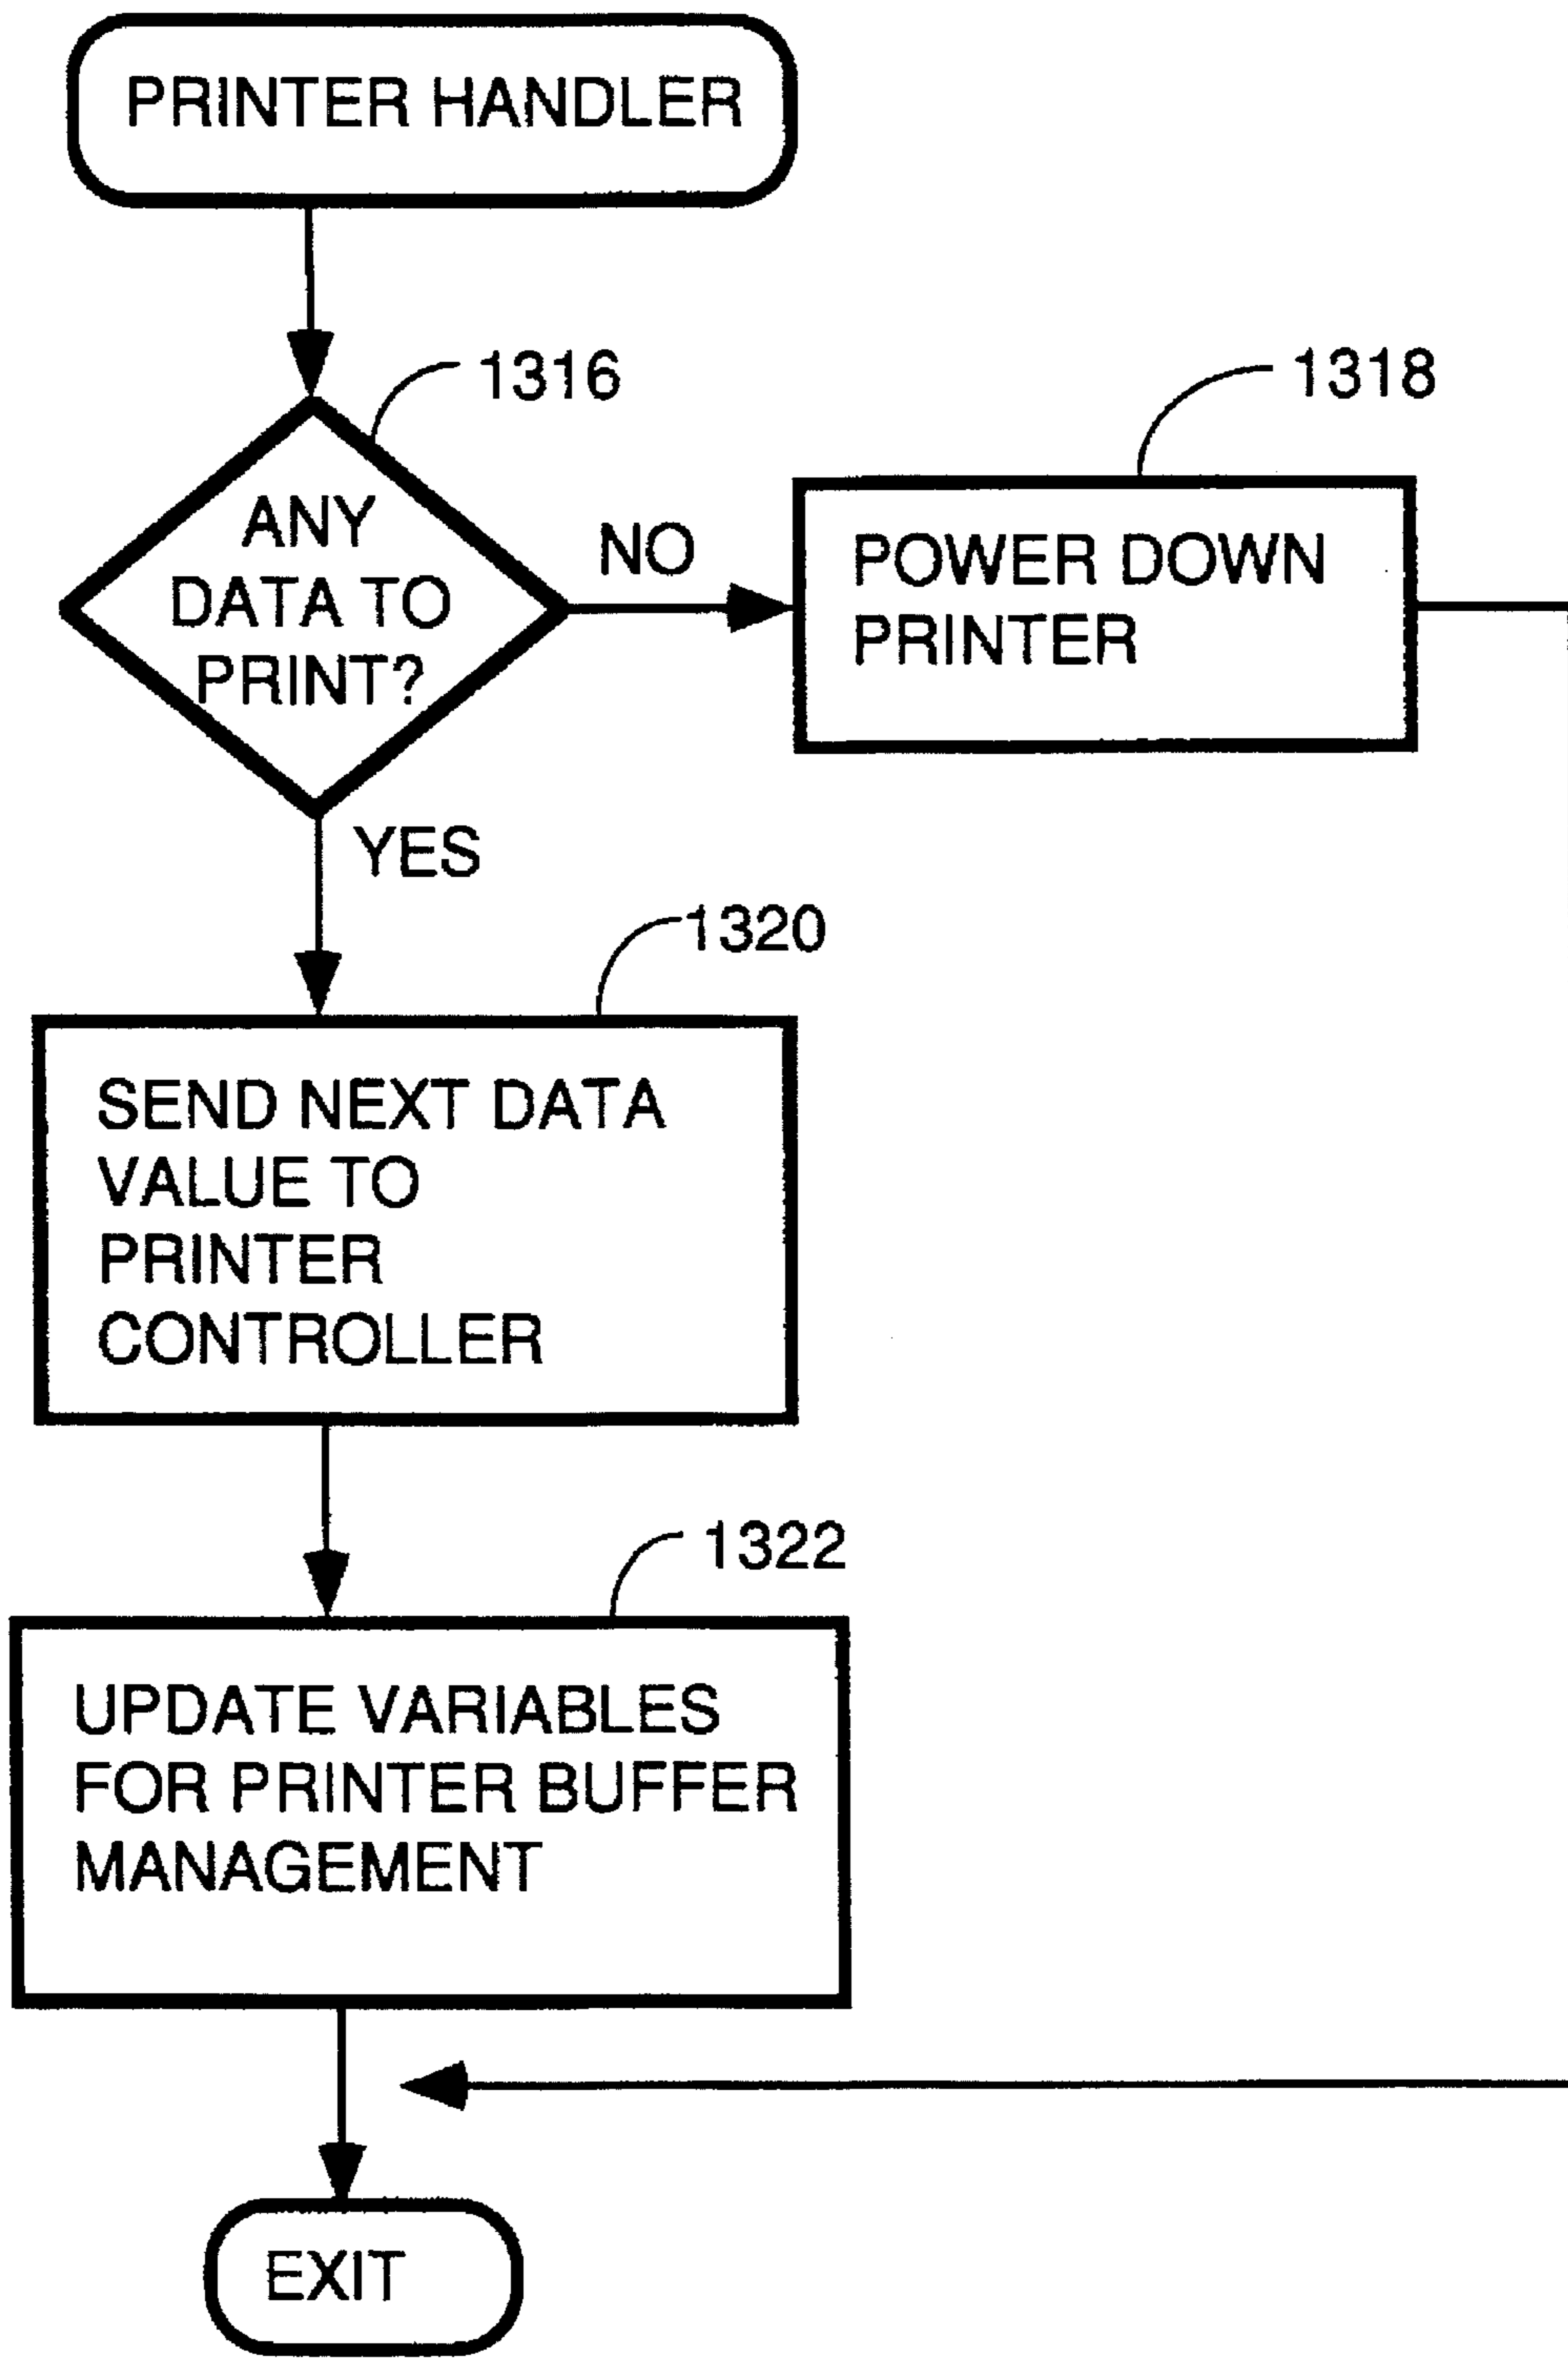 PRINTER HANDLER
1316
ANY
DATA TO
PRINT?
NO
1318
POWER DOWN
PRINTER
YES
1320
SEND NEXT DATA
VALUE TO
PRINTER
CONTROLLER
1322
UPDATE VARIABLES
FOR PRINTER BUFFER
MANAGEMENT
EXIT